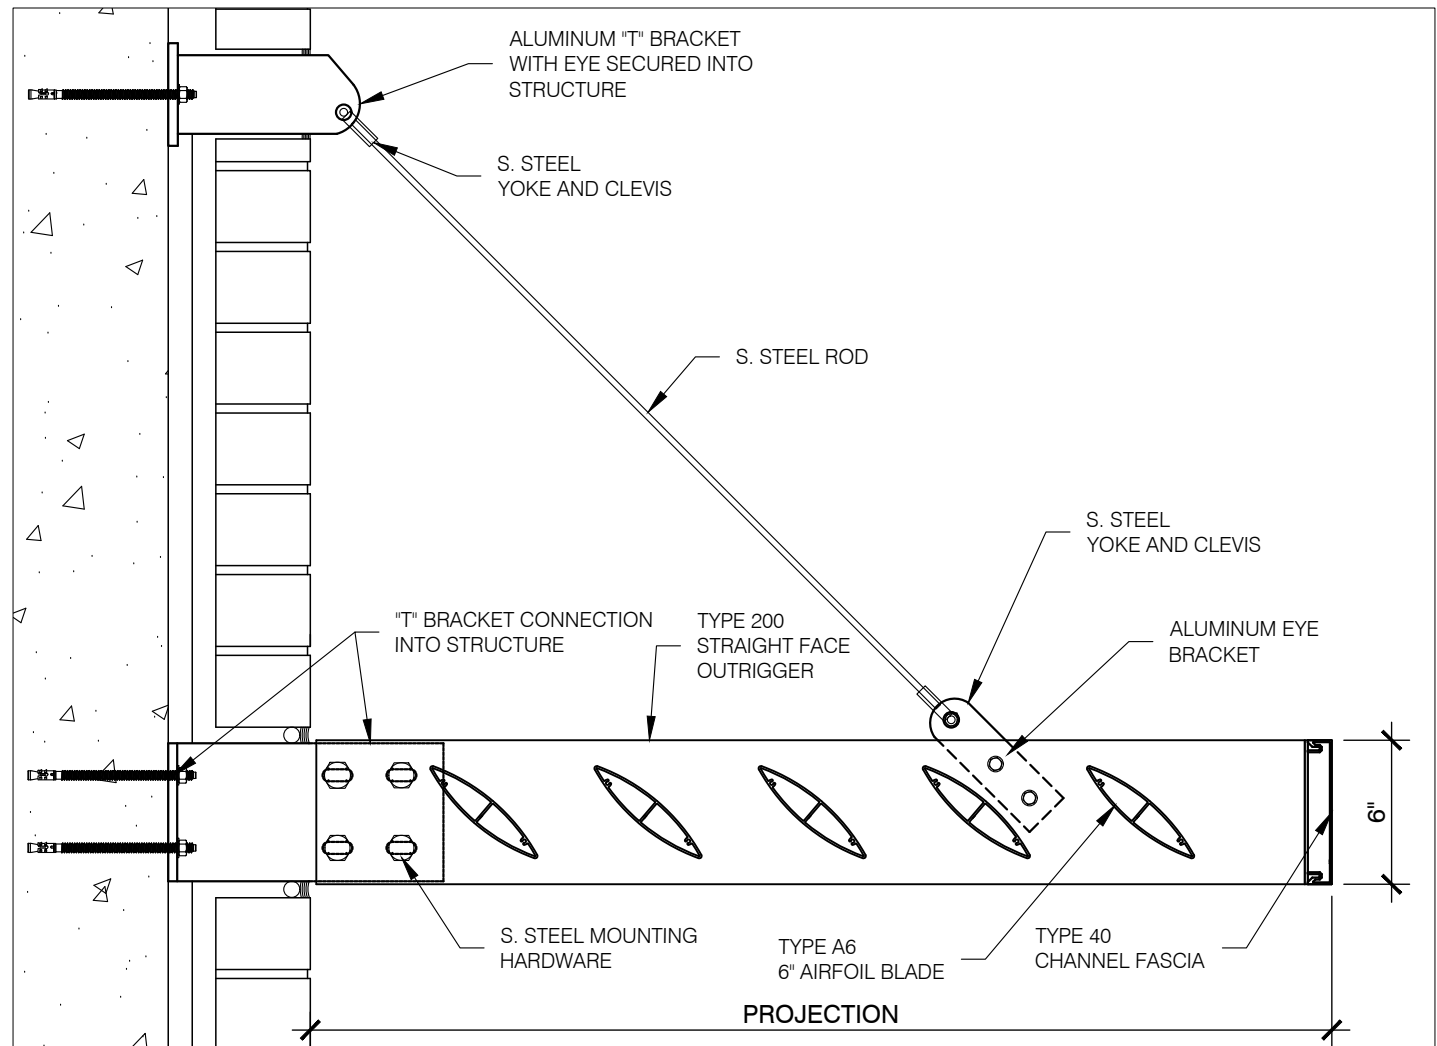 ALUMINUM "T" BRACKET
WITH EYE SECURED INTO
STRUCTURE
S. STEEL
YOKE AND CLEVIS
S. STEEL ROD
S. STEEL
YOKE AND CLEVIS
"T" BRACKET CONNECTION
INTO STRUCTURE
TYPE 200
STRAIGHT FACE
OUTRIGGER
ALUMINUM EYE
BRACKET
6"
S. STEEL MOUNTING
HARDWARE
TYPE A6
6" AIRFOIL BLADE
TYPE 40
CHANNEL FASCIA
PROJECTION